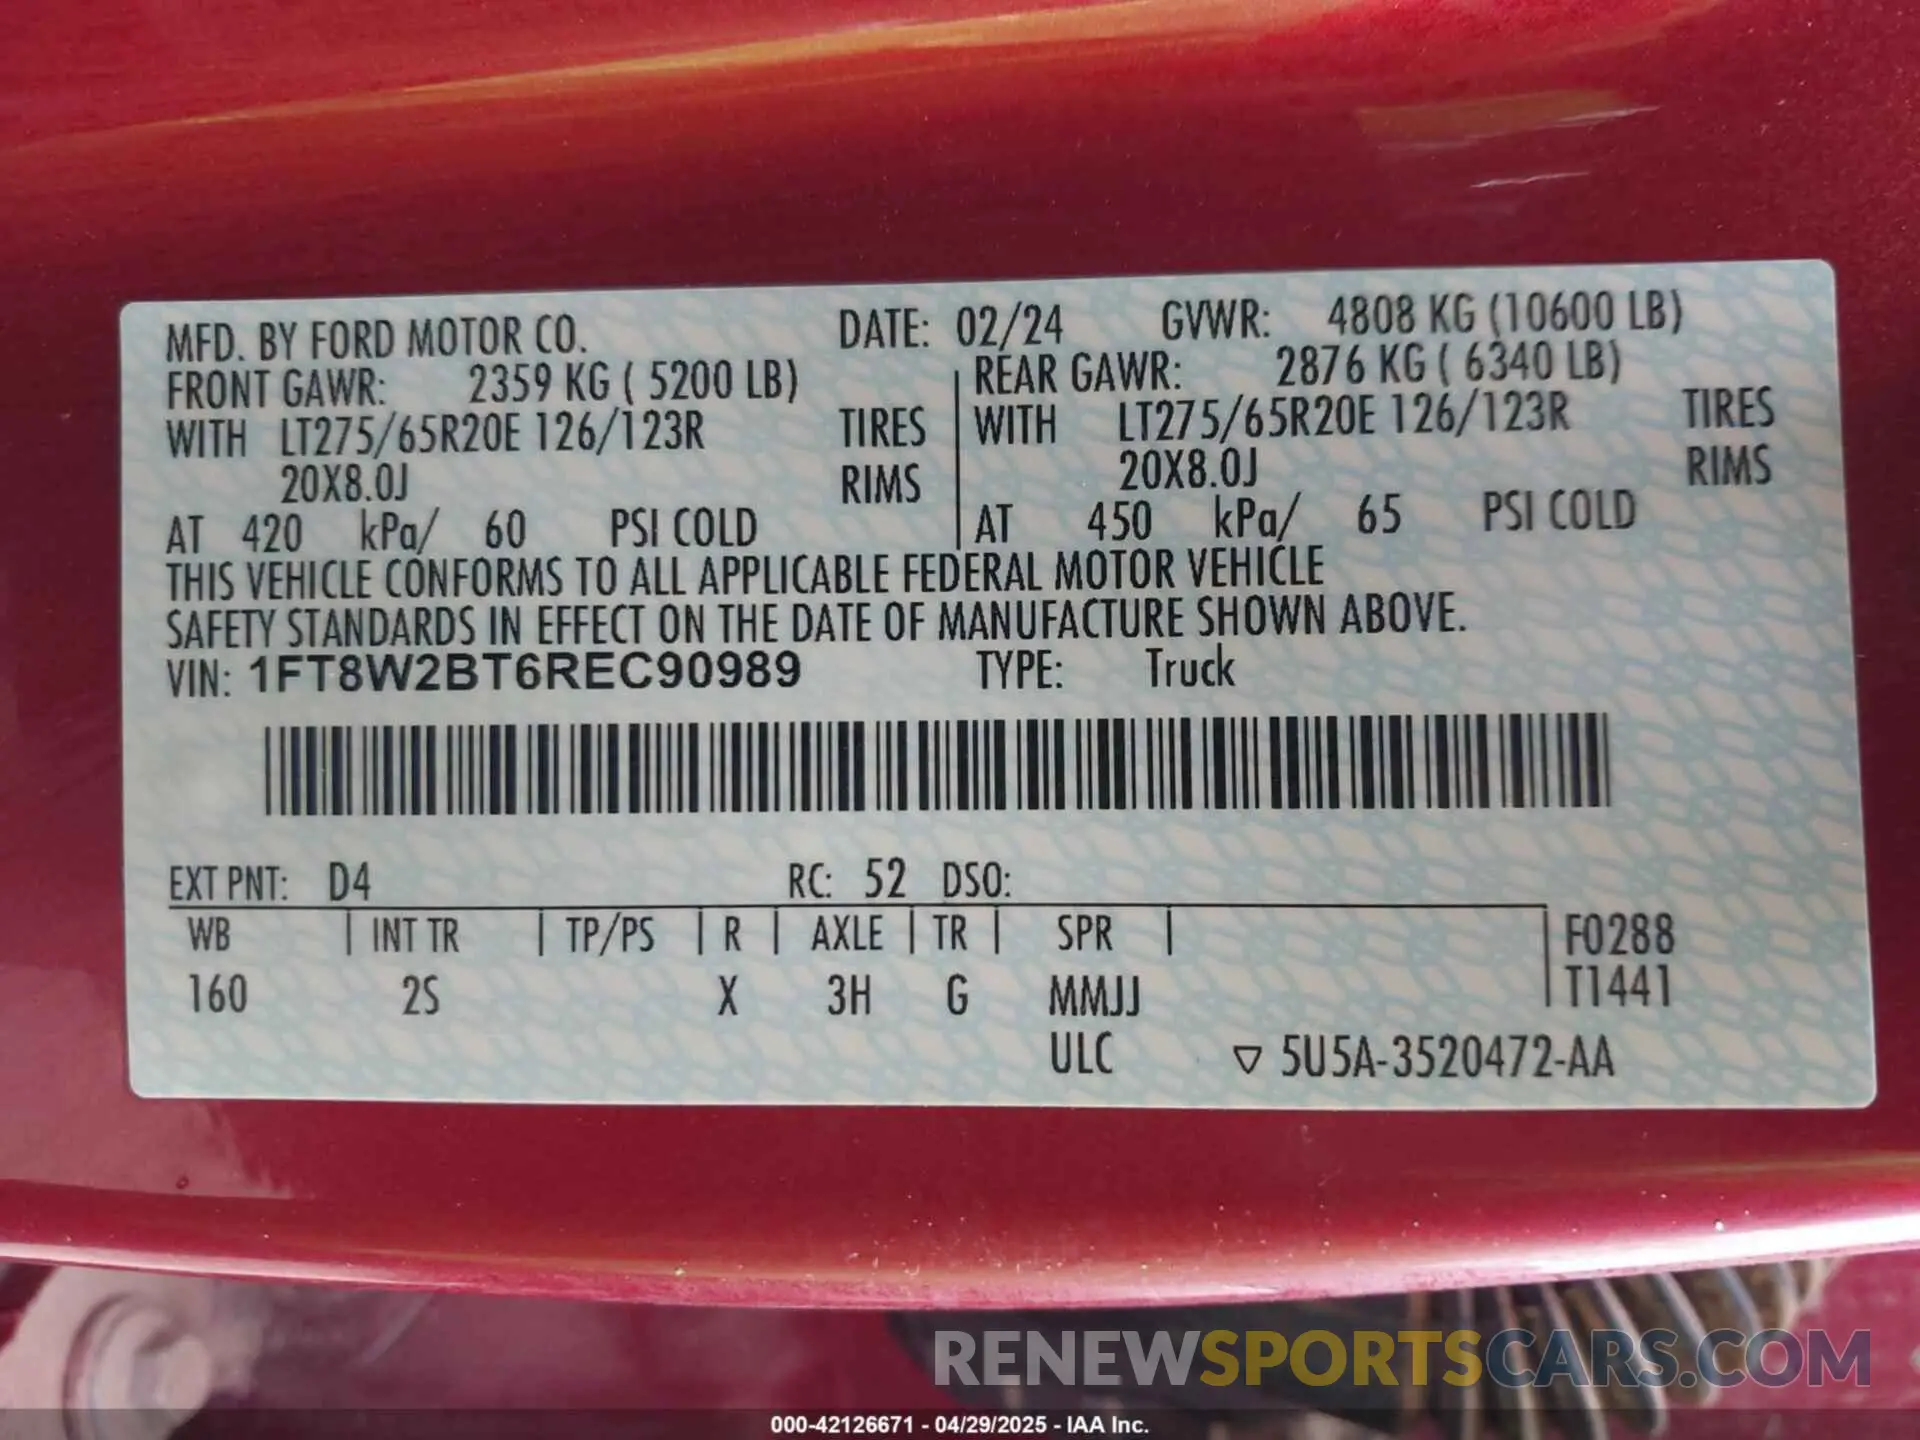 MFD. BY FORD MOTOR CO. DATE: 02/24 GVWR: 4808 KG (10600 LB)
FRONT GAWR: 2359 KG ( 5200 LB) REAR GAWR: 2876 KG ( 6340 LB)
WITH LT275/65R20E 126/123R TIRES WITH LT275/65R20E 126/123R TIRES
20X8.0J RIMS 20X8.0J RIMS
AT 420 kPa/ 60 PSI COLD AT 450 kPa/ 65 PSI COLD
THIS VEHICLE CONFORMS TO ALL APPLICABLE FEDERAL MOTOR VEHICLE
SAFETY STANDARDS IN EFFECT ON THE DATE OF MANUFACTURE SHOWN ABOVE.
VIN: 1FT8W2BT6REC90989 TYPE: Truck
EXT PNT: D4 RC: 52 DSO:
WB INT TR TP/PS R AXLE TR SPR F0288
160 2S X 3H G MMJJ T1441
ULC ▽ 5U5A-3520472-AA
RENEWSPORTSCARS.COM
000-42126671 - 04/29/2025 - IAA Inc.